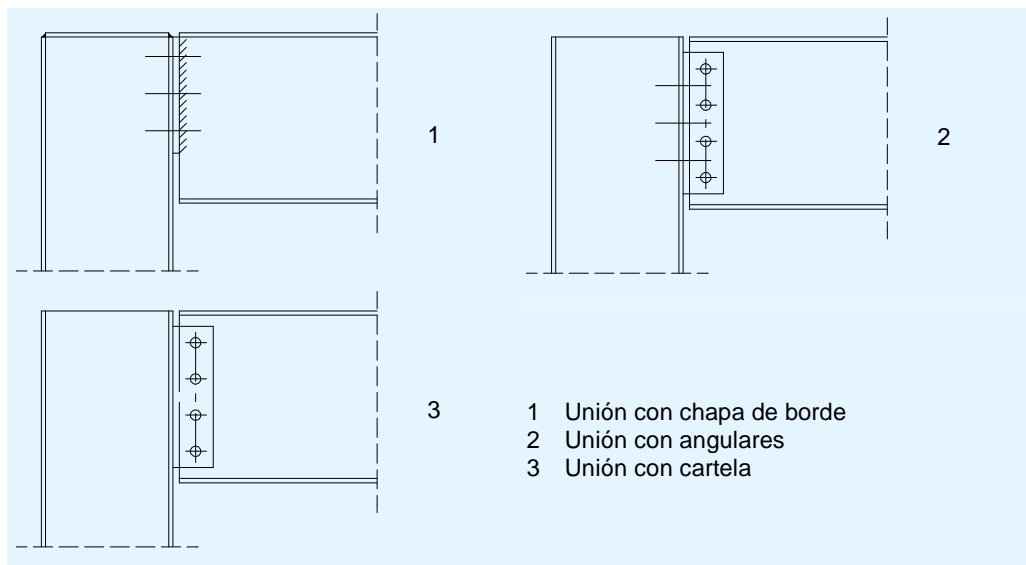 1
2
3
1 Unión con chapa de borde
2 Unión con angulares
3 Unión con cartela